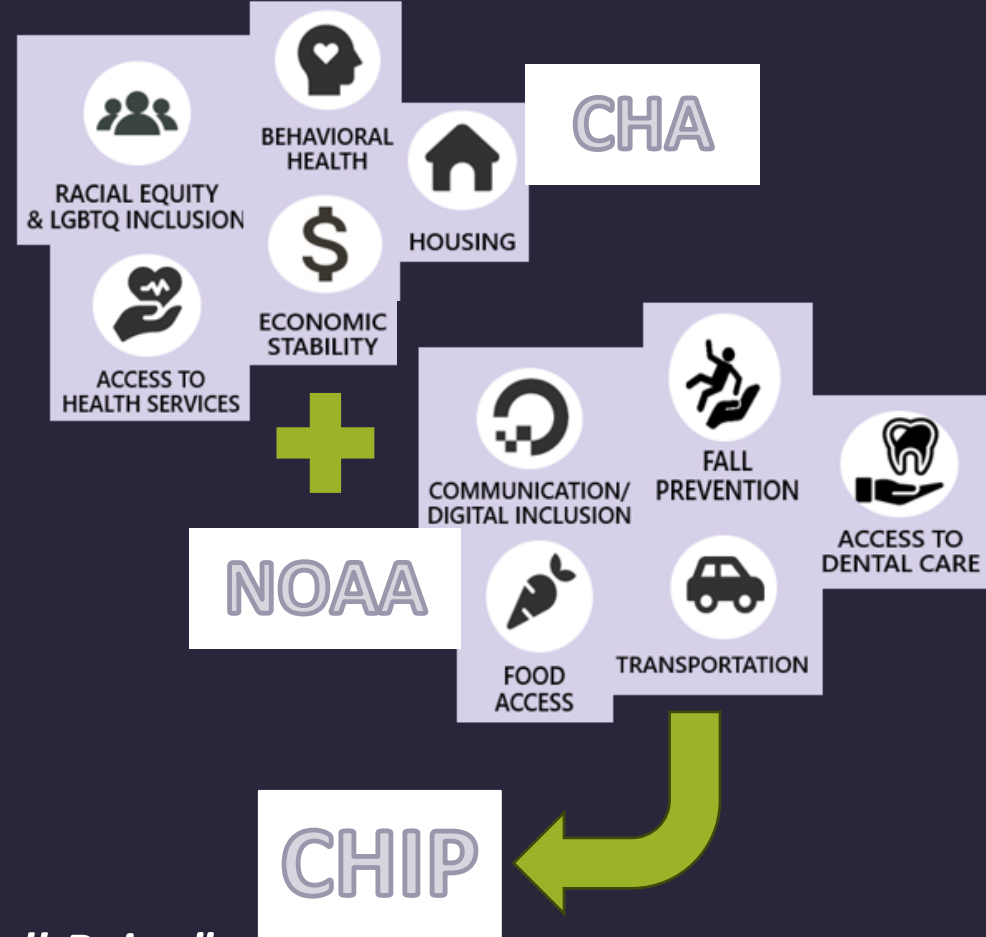 CHA
BEHAVIORAL
HEALTH
RACIAL EQUITY
& LGBTQ INCLUSION
HOUSING
ECONOMIC
STABILITY
ACCESS TO
HEALTH SERVICES
NOAA
COMMUNICATION/
DIGITAL INCLUSION
FALL
PREVENTION
ACCESS TO
DENTAL CARE
FOOD
ACCESS
TRANSPORTATION
CHIP